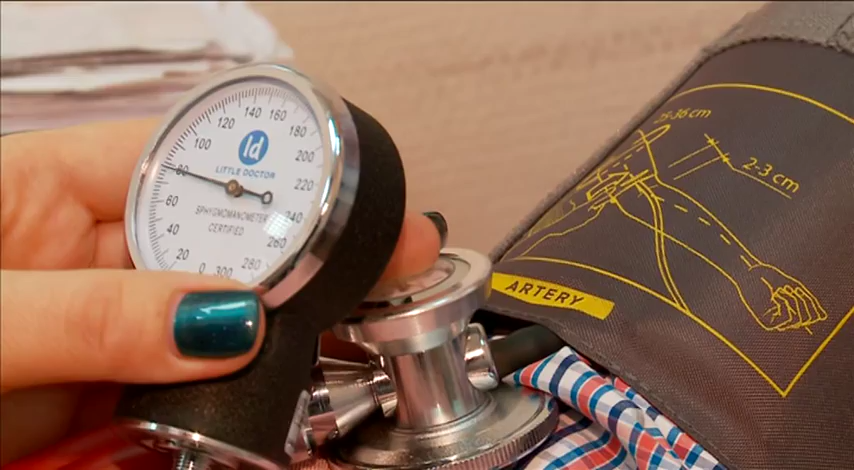 ld
LITTLE DOCTOR
SPHYGMOMANOMETER
CERTIFIED
0
20
40
60
80
100
120
140
160
180
200
220
240
260
280
300
25-36 cm
2-3 cm
ARTERY